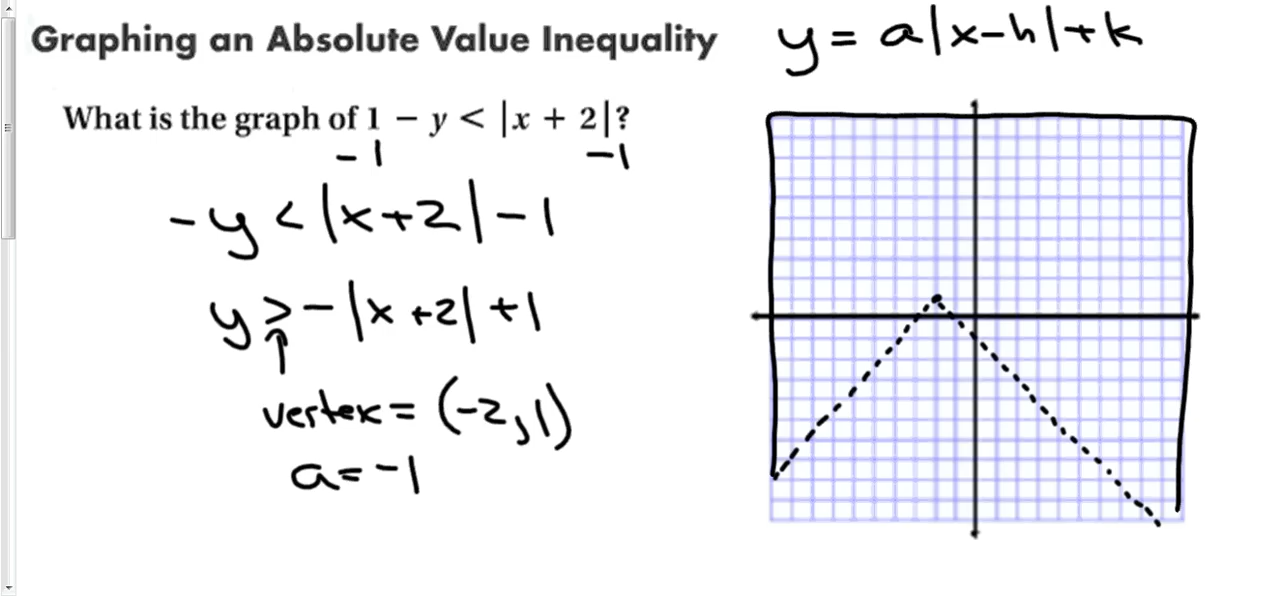 Graphing an Absolute Value Inequality
y = a|x-h|+k
What is the graph of 1 − y < |x + 2|?
-1 -1
-y < |x+2| - 1
y > - |x+2| + 1
vertex = (-2,1)
a = -1